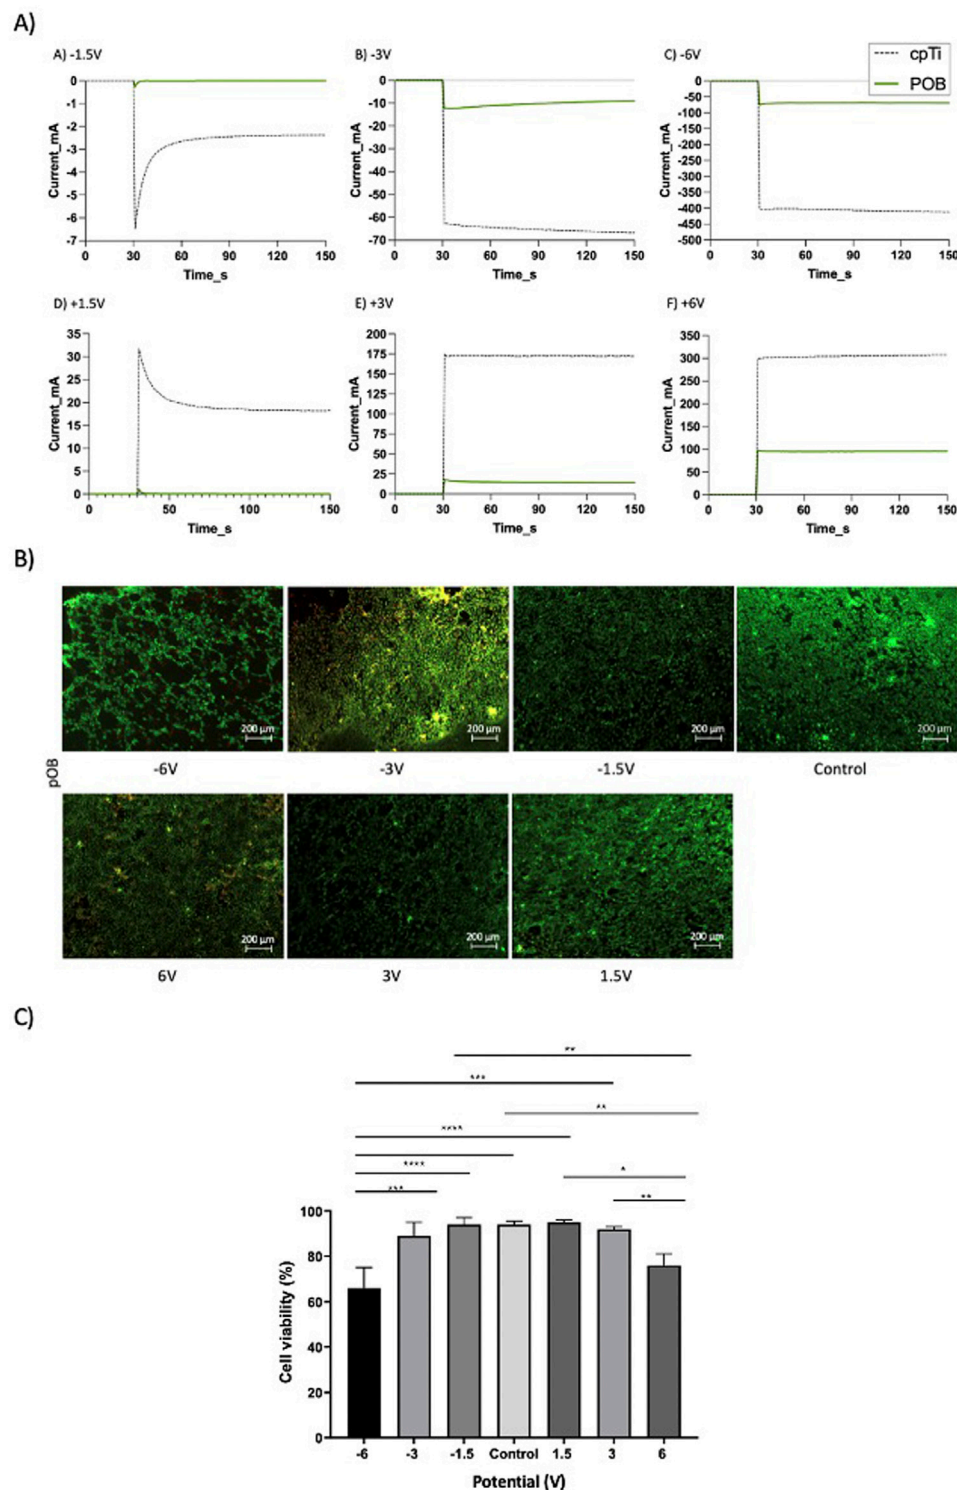 A)
A) -1.5V
B) -3V
C) -6V
cpTi
POB
0
-1
-2
-3
-4
-5
-6
-7
Current_mA
0 30 60 90 120 150
Time_s
0
-10
-20
-30
-40
-50
-60
-70
Current_mA
0 30 60 90 120 150
Time_s
0
-50
-100
-150
-200
-250
-300
-350
-400
-450
-500
Current_mA
0 30 60 90 120 150
Time_s
D) +1.5V
E) +3V
F) +6V
35
30
25
20
15
10
5
0
Current_mA
0 30 60 90 120 150
Time_s
200
175
150
125
100
75
50
25
0
Current_mA
0 30 60 90 120 150
Time_s
350
300
250
200
150
100
50
0
Current_mA
0 30 60 90 120 150
Time_s
B)
200 µm
200 µm
200 µm
200 µm
-6V
-3V
-1.5V
Control
pOB
200 µm
200 µm
200 µm
6V
3V
1.5V
C)
**
***
**
****
****
*
***
**
100
80
60
40
20
0
Cell viability (%)
-6 -3 -1.5 Control 1.5 3 6
Potential (V)